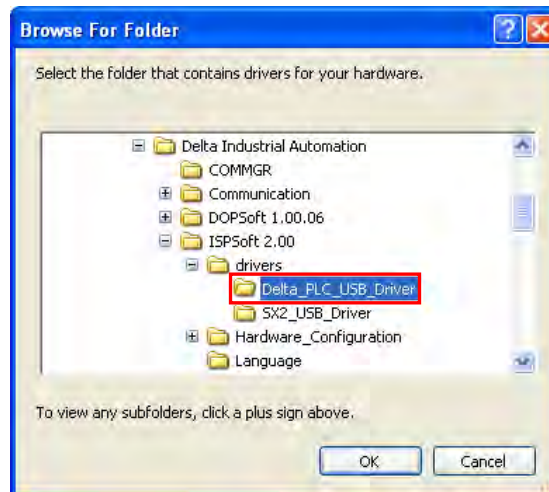 Browse For Folder
Select the folder that contains drivers for your hardware.
Delta Industrial Automation
COMMGR
Communication
DOPSoft 1.00.06
ISPSoft 2.00
drivers
Delta_PLC_USB_Driver
SX2_USB_Driver
Hardware_Configuration
Language
To view any subfolders, click a plus sign above.
OK Cancel